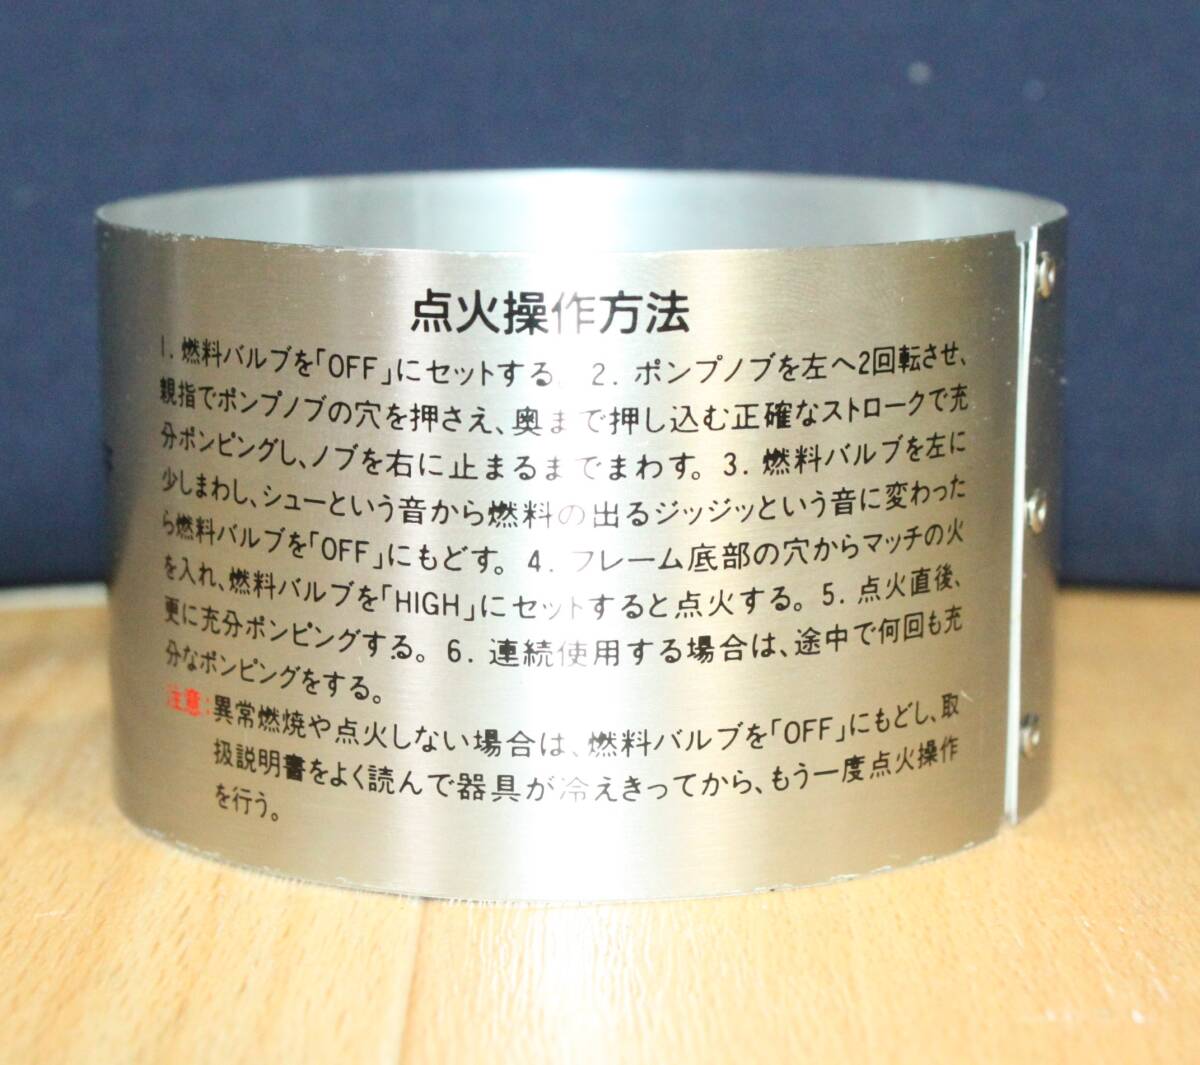 点火操作方法
1. 燃料バルブを「OFF」にセットする。2. ポンプノブを左へ2回転させ、
親指でポンプノブの穴を押さえ、奥まで押し込む正確なストロークで充
分ポンピングし、ノブを右に止まるまでまわす。3. 燃料バルブを左に
少しまわし、シューという音から燃料の出るジッジッという音に変わった
ら燃料バルブを「OFF」にもどす。4. フレーム底部の穴からマッチの火
を入れ、燃料バルブを「HIGH」にセットすると点火する。5. 点火直後、
更に充分ポンピングする。6. 連続使用する場合は、途中で何回も充
分なポンピングをする。
注意:異常燃焼や点火しない場合は、燃料バルブを「OFF」にもどし、取
扱説明書をよく読んで器具が冷えきってから、もう一度点火操作
を行う。